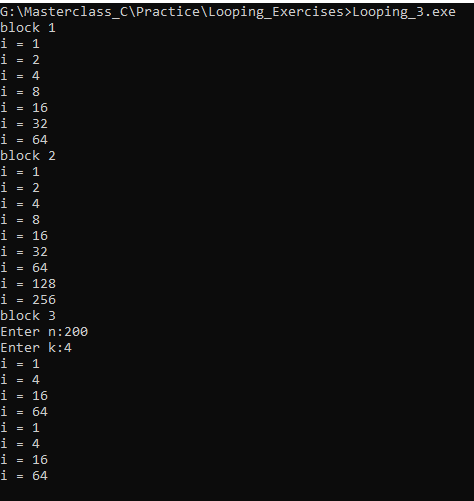 G:\Masterclass_C\Practice\Looping_Exercises>Looping_3.exe
block 1
i = 1
i = 2
i = 4
i = 8
i = 16
i = 32
i = 64
block 2
i = 1
i = 2
i = 4
i = 8
i = 16
i = 32
i = 64
i = 128
i = 256
block 3
Enter n:200
Enter k:4
i = 1
i = 4
i = 16
i = 64
i = 1
i = 4
i = 16
i = 64